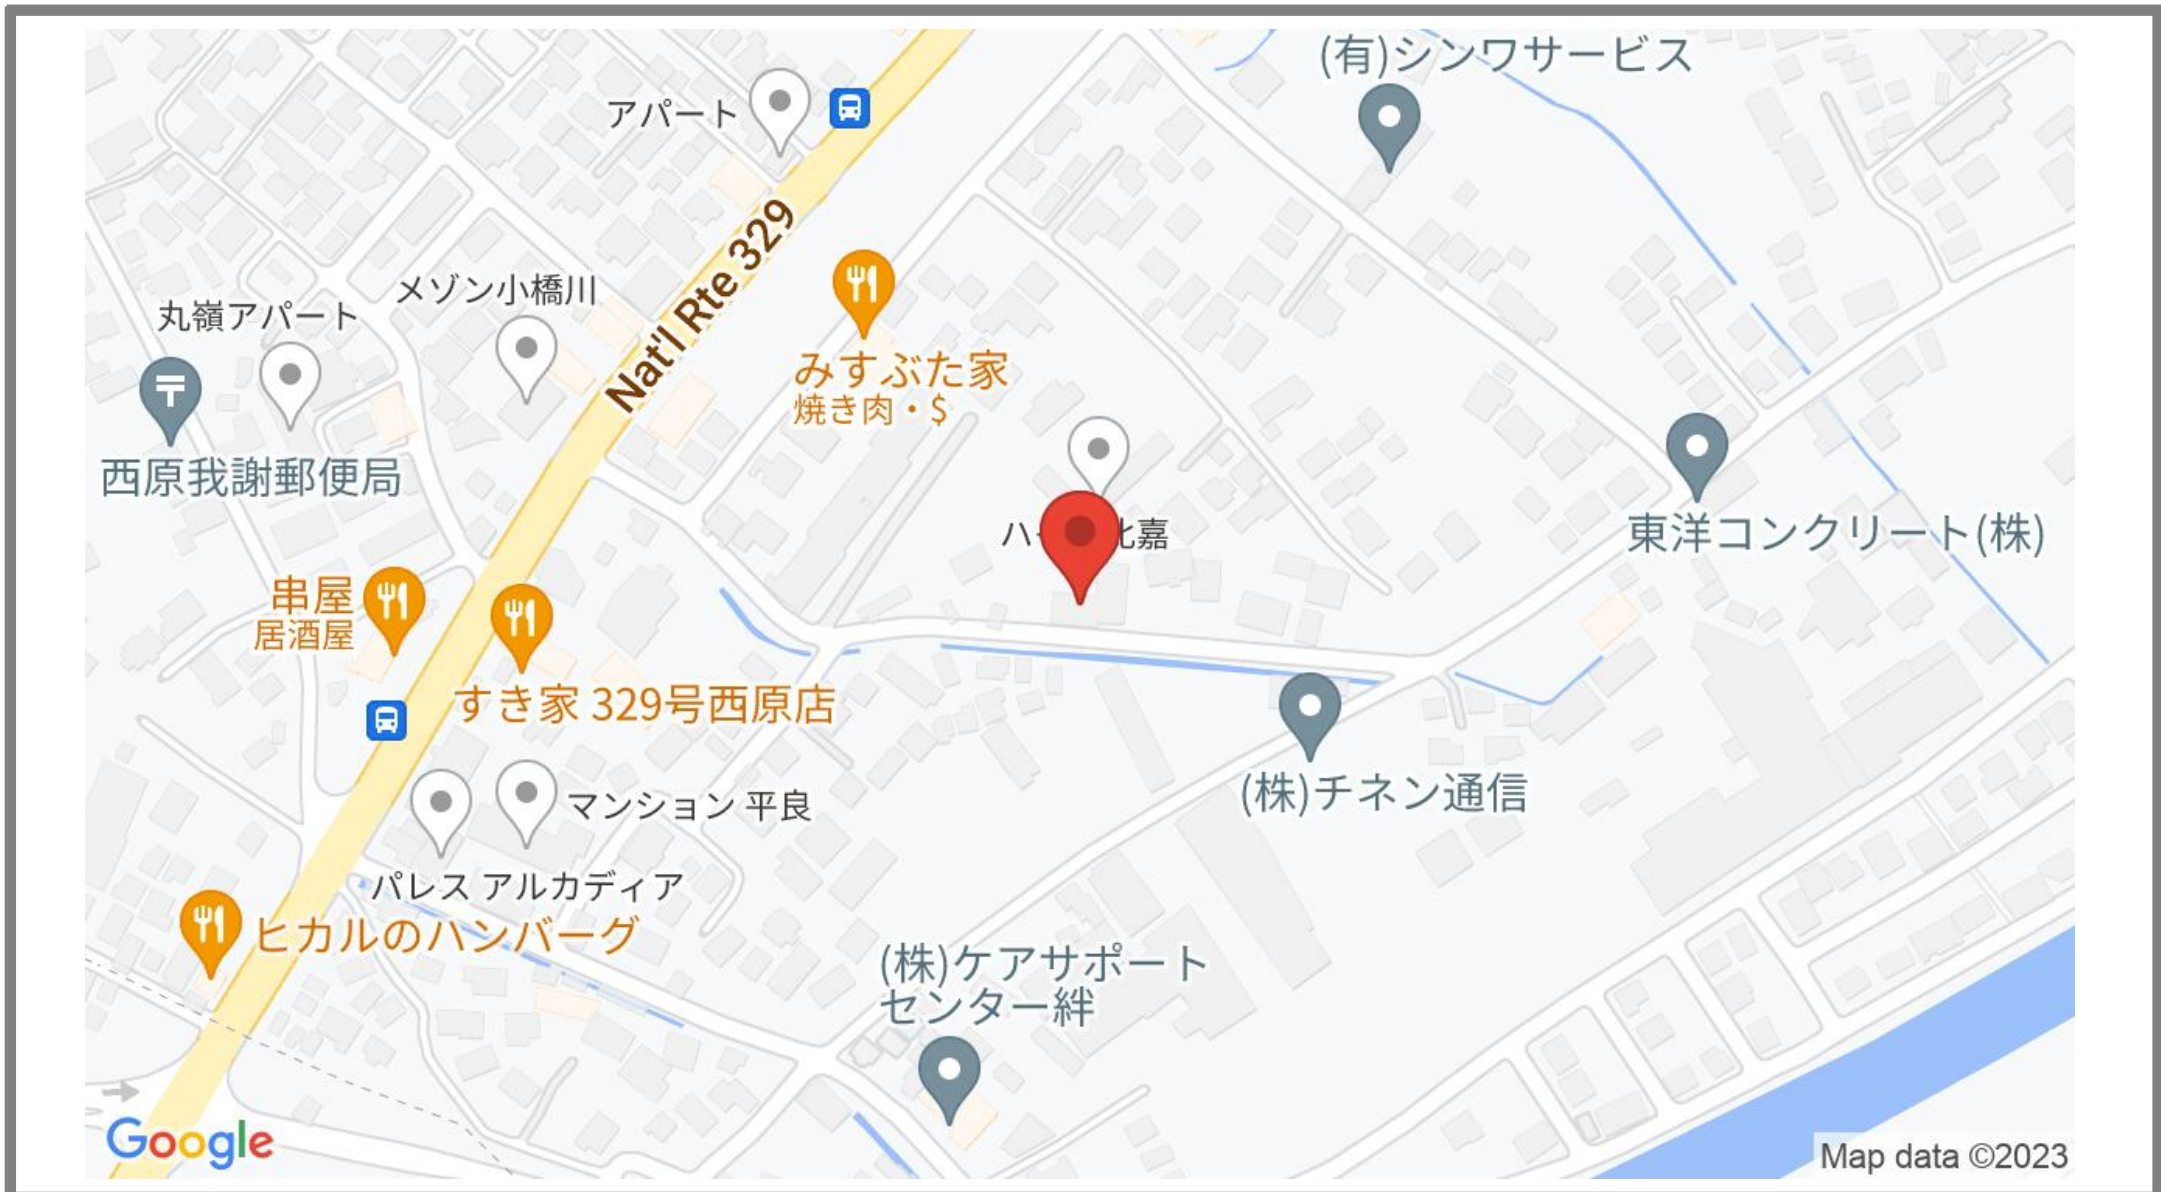 (有)シンワサービス
アパート
Nat'l Rte 329
メゾン小橋川
丸嶺アパート
みすぶた家
焼き肉・$
西原我謝郵便局
東洋コンクリート(株)
串屋
居酒屋
すき家 329号西原店
(株)チネン通信
マンション 平良
パレス アルカディア
ヒカルのハンバーグ
(株)ケアサポート
センター絆
Google
Map data ©2023